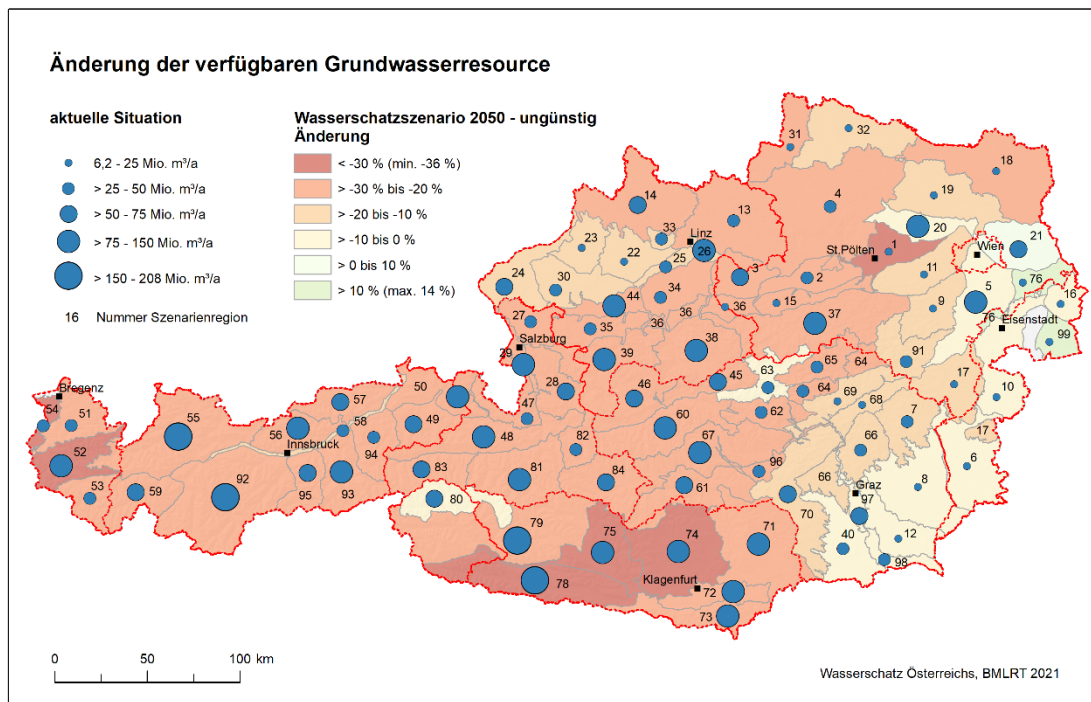 Änderung der verfügbaren Grundwasserresource
aktuelle Situation
6,2 - 25 Mio. m³/a
> 25 - 50 Mio. m³/a
> 50 - 75 Mio. m³/a
> 75 - 150 Mio. m³/a
> 150 - 208 Mio. m³/a
16 Nummer Szenarienregion
Wasserschatzszenario 2050 - ungünstig
Änderung
< -30 % (min. -36 %)
> -30 % bis -20 %
> -20 bis -10 %
> -10 bis 0 %
> 0 bis 10 %
> 10 % (max. 14 %)
31 32
18
14 13 4 19
33 Linz 20
23 22 25 26 St.Pölten 1 Wien 21
24 30 3 2 11 76
44 34 36 15 5 16
27 35 36 36 37 9 76 Eisenstadt
Salzburg 99
29 39 38 91
50 28 46 45 63 65 64 17 10
Bregenz 57 47 64 69 68
54 51 55 56 58 49 60 62 7 17
Innsbruck 94 48 82 67 66
52 83 81 84 96 6
53 59 92 95 93 61 66 Graz 8
80 70 97
79 75 74 71 40 12
98
78 Klagenfurt
72
73
0 50 100 km
Wasserschatz Österreichs, BMLRT 2021